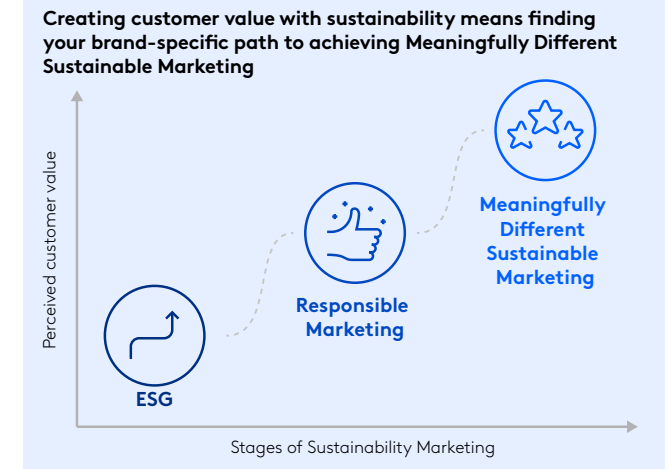 Creating customer value with sustainability means finding
your brand-specific path to achieving Meaningfully Different
Sustainable Marketing
Perceived customer value
Meaningfully
Different
Sustainable
Marketing
Responsible
Marketing
ESG
Stages of Sustainability Marketing